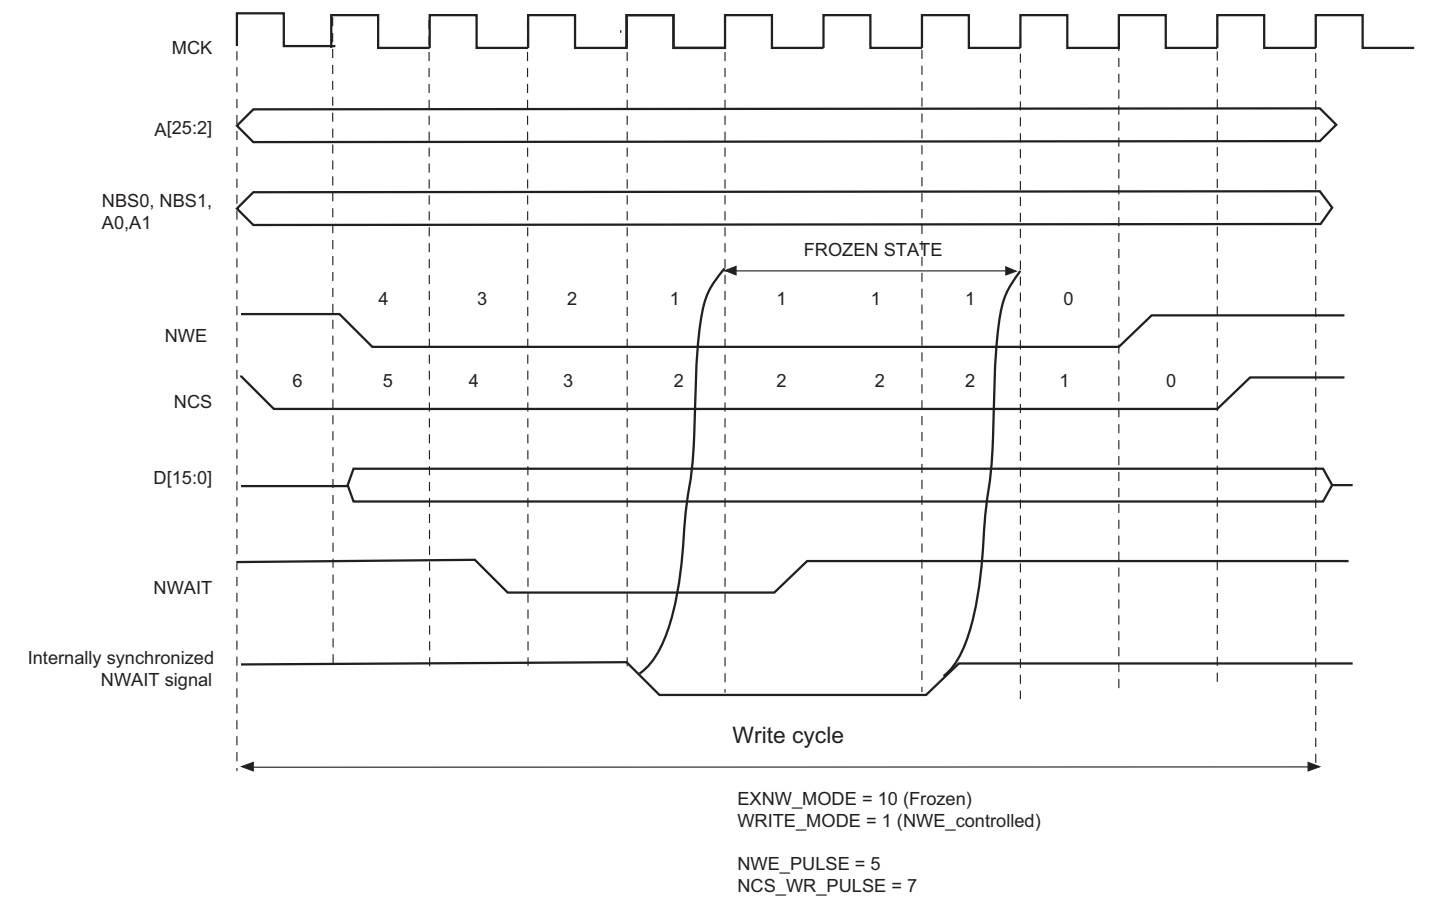 MCK
A[25:2]
NBS0, NBS1,
A0,A1
FROZEN STATE
4 3 2 1 1 1 1 0
NWE
6 5 4 3 2 2 2 2 1 0
NCS
D[15:0]
NWAIT
Internally synchronized
NWAIT signal
Write cycle
EXNW_MODE = 10 (Frozen)
WRITE_MODE = 1 (NWE_controlled)
NWE_PULSE = 5
NCS_WR_PULSE = 7